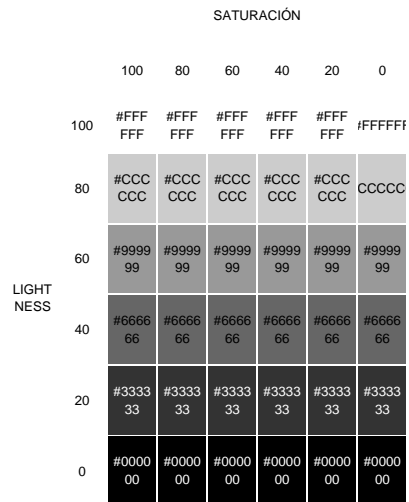 SATURACIÓN
100 80 60 40 20 0
100 #FFF #FFF #FFF #FFF #FFF #FFFFFF
FFF FFF FFF FFF FFF
80 #CCC #CCC #CCC #CCC #CCC CCCCC
CCC CCC CCC CCC CCC
60 #9999 #9999 #9999 #9999 #9999 #9999
99 99 99 99 99 99
LIGHT
NESS
40 #6666 #6666 #6666 #6666 #6666 #6666
66 66 66 66 66 66
20 #3333 #3333 #3333 #3333 #3333 #3333
33 33 33 33 33 33
0 #0000 #0000 #0000 #0000 #0000 #0000
00 00 00 00 00 00